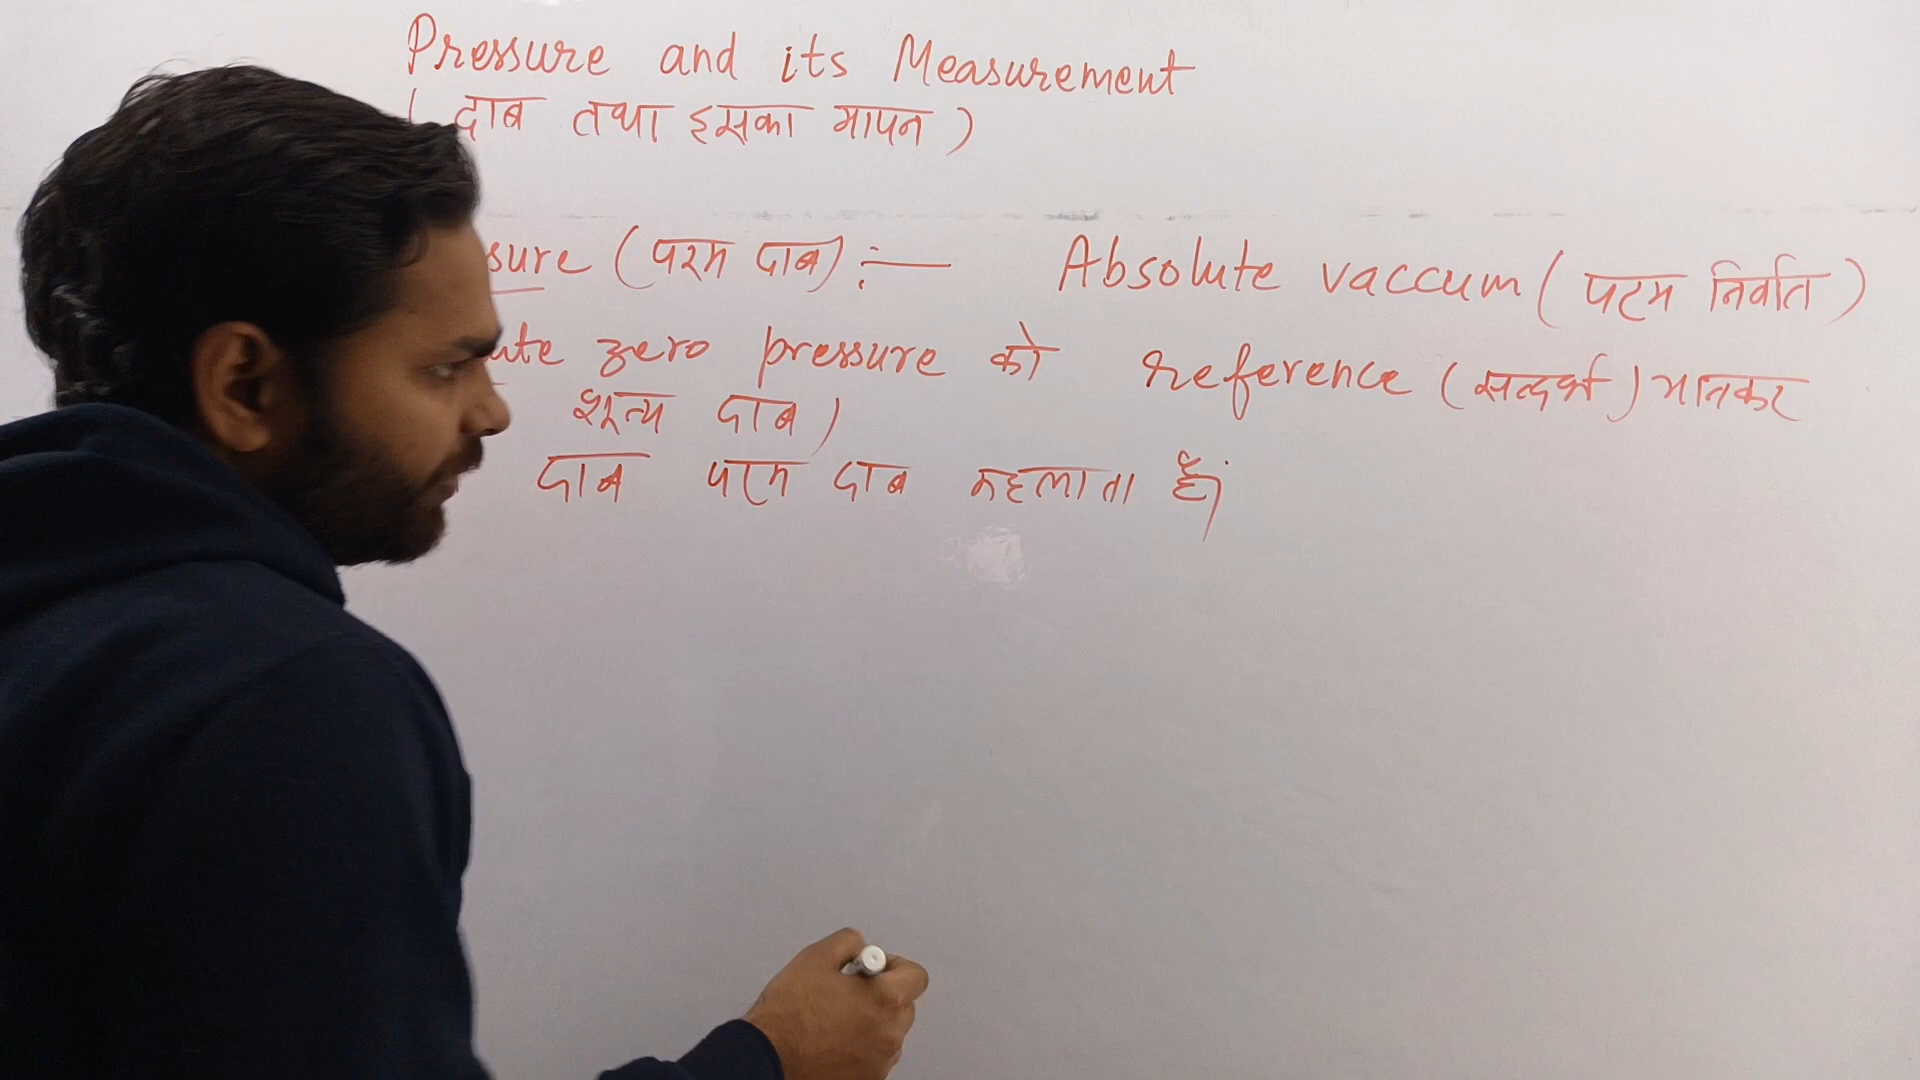 Pressure and its Measurement
( दाब तथा इसका मापन )
sure (परम दाब) :— Absolute vaccum ( परम निर्वात )
ute zero pressure को reference ( सन्दर्भ ) मानकर
शून्य दाब )
दाब परम दाब कहलाता है।